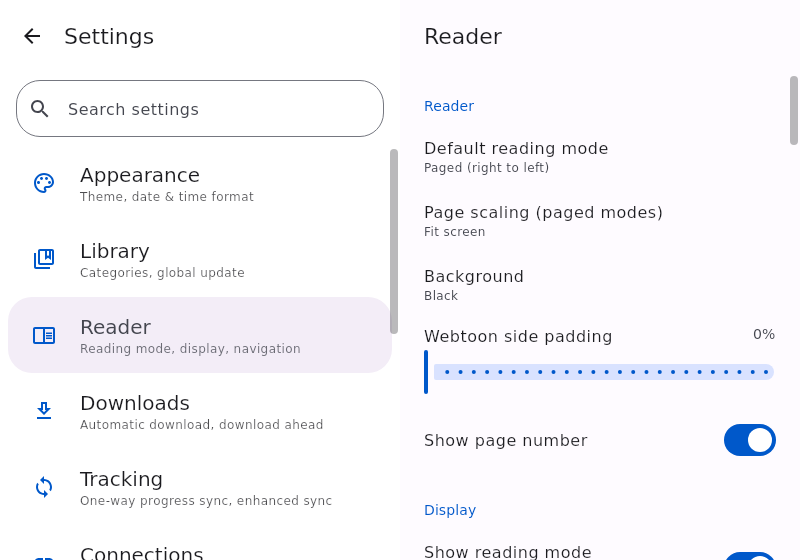 Settings
Search settings
Appearance
Theme, date & time format
Library
Categories, global update
Reader
Reading mode, display, navigation
Downloads
Automatic download, download ahead
Tracking
One-way progress sync, enhanced sync
Connections
Reader
Reader
Default reading mode
Paged (right to left)
Page scaling (paged modes)
Fit screen
Background
Black
Webtoon side padding
0%
Show page number
Display
Show reading mode